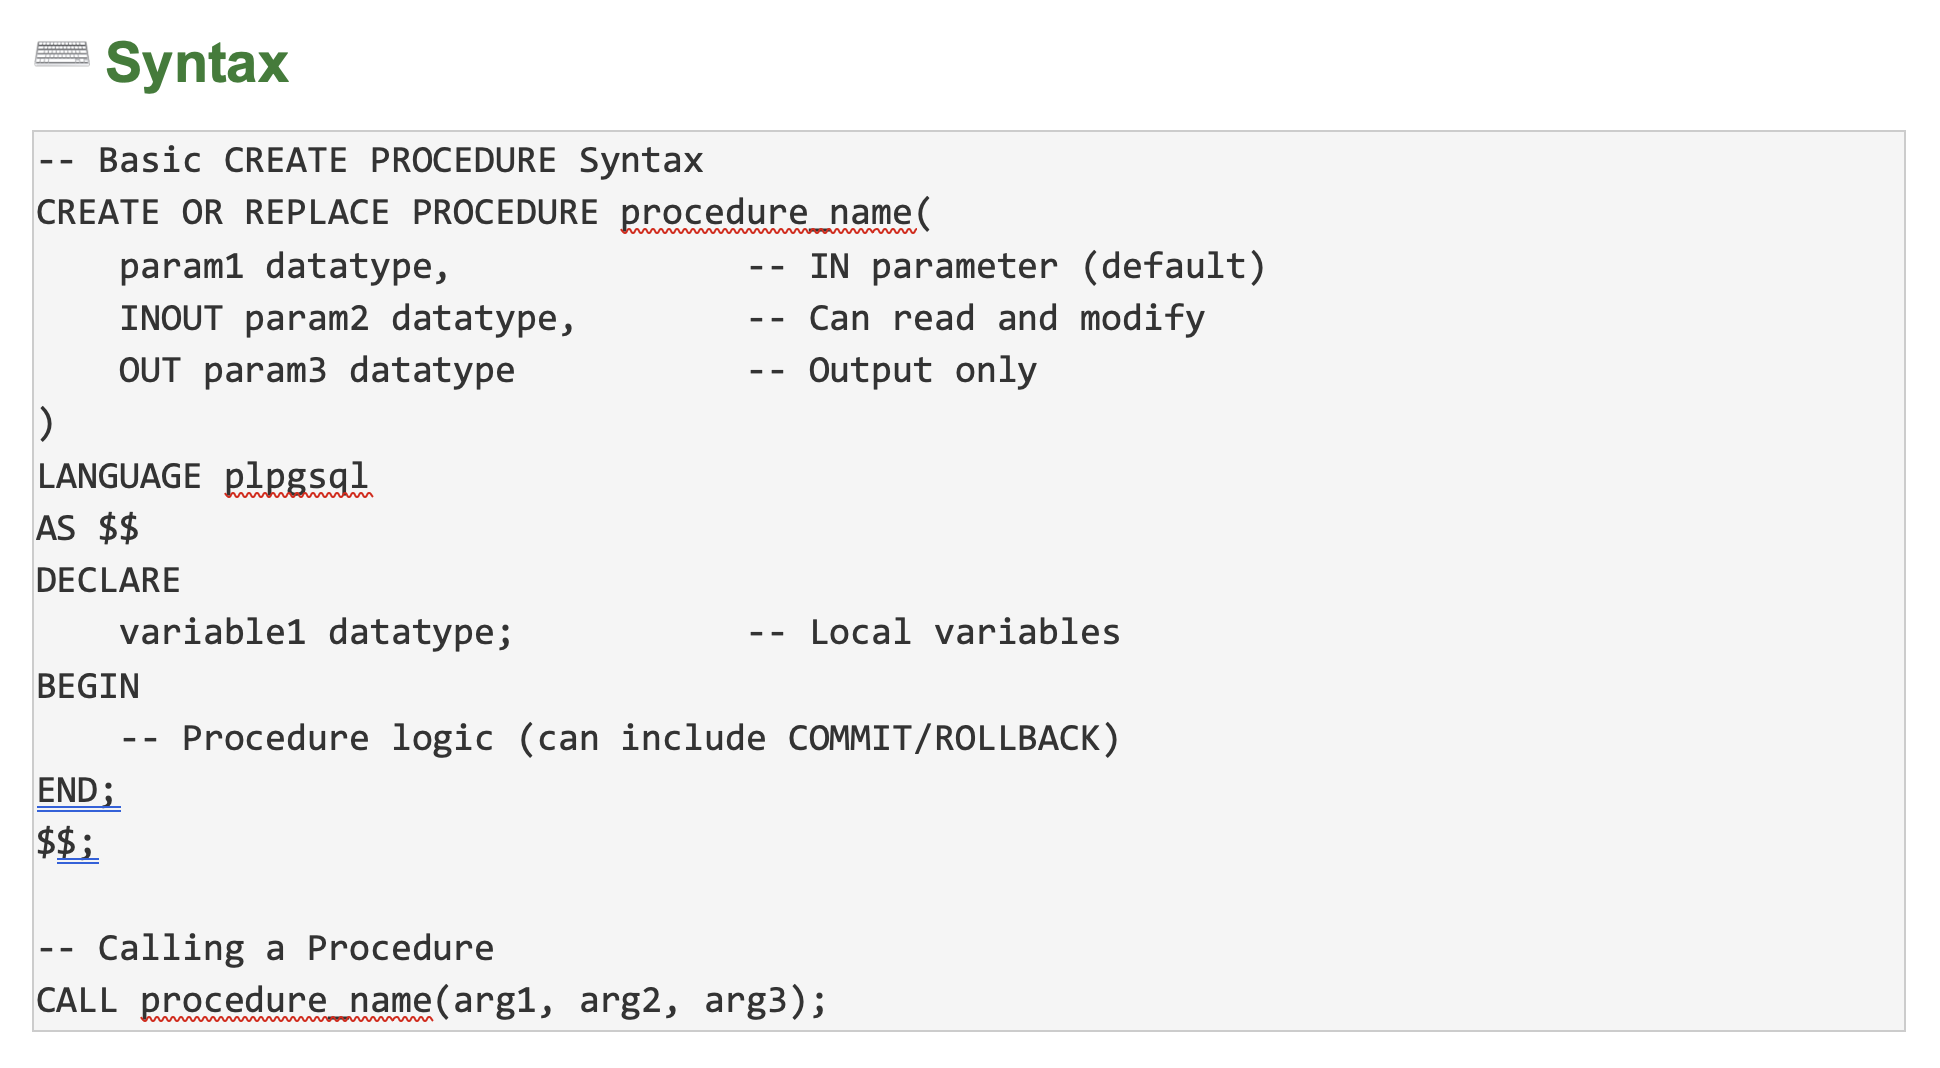 Syntax
-- Basic CREATE PROCEDURE Syntax
CREATE OR REPLACE PROCEDURE procedure_name(
    param1 datatype,              -- IN parameter (default)
    INOUT param2 datatype,        -- Can read and modify
    OUT param3 datatype           -- Output only
)
LANGUAGE plpgsql
AS $$
DECLARE
    variable1 datatype;           -- Local variables
BEGIN
    -- Procedure logic (can include COMMIT/ROLLBACK)
END;
$$;

-- Calling a Procedure
CALL procedure_name(arg1, arg2, arg3);